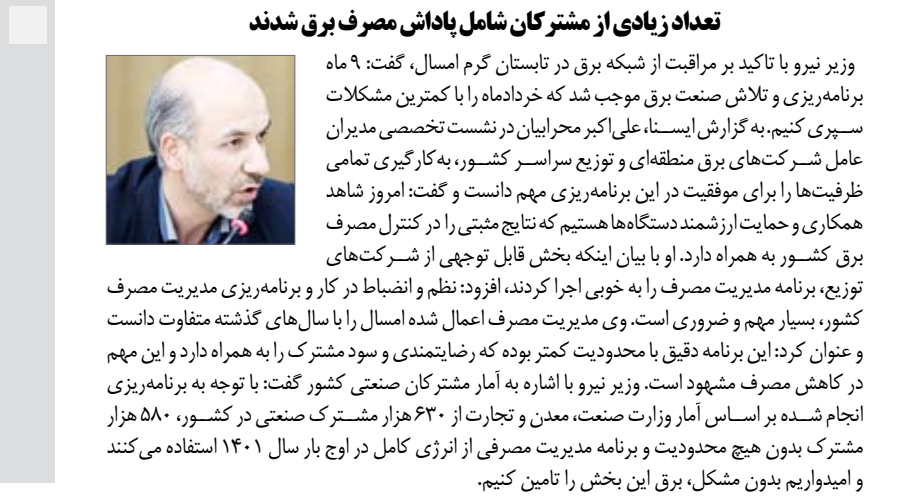 تعداد زیادی از مشترکان شامل پاداش مصرف برق شدند
وزیر نیرو با تاکید بر مراقبت از شبکه برق در تابستان گرم امسال، گفت: ۹ ماه
برنامه‌ریزی و تلاش صنعت برق موجب شد که خردادماه را با کمترین مشکلات
سپری کنیم. به گزارش ایسنا، علی‌اکبر محرابیان در نشست تخصصی مدیران
عامل شرکت‌های برق منطقه‌ای و توزیع سراسر کشور، به‌کارگیری تمامی
ظرفیت‌ها را برای موفقیت در این برنامه‌ریزی مهم دانست و گفت: امروز شاهد
همکاری و حمایت ارزشمند دستگاه‌ها هستیم که نتایج مثبتی را در کنترل مصرف
برق کشور به همراه دارد. او با بیان اینکه بخش قابل توجهی از شرکت‌های
توزیع، برنامه مدیریت مصرف را به خوبی اجرا کردند، افزود: نظم و انضباط در کار و برنامه‌ریزی مدیریت مصرف
کشور، بسیار مهم و ضروری است. وی مدیریت مصرف اعمال شده امسال را با سال‌های گذشته متفاوت دانست
و عنوان کرد: این برنامه دقیق با محدودیت کمتر بوده که رضایتمندی و سود مشترک را به همراه دارد و این مهم
در کاهش مصرف مشهود است. وزیر نیرو با اشاره به آمار مشترکان صنعتی کشور گفت: با توجه به برنامه‌ریزی
انجام شده بر اساس آمار وزارت صنعت، معدن و تجارت از ۶۳۰ هزار مشترک صنعتی در کشور، ۵۸۰ هزار
مشترک بدون هیچ محدودیت و برنامه مدیریت مصرفی از انرژی کامل در اوج بار سال ۱۴۰۱ استفاده می‌کنند
و امیدواریم بدون مشکل، برق این بخش را تامین کنیم.